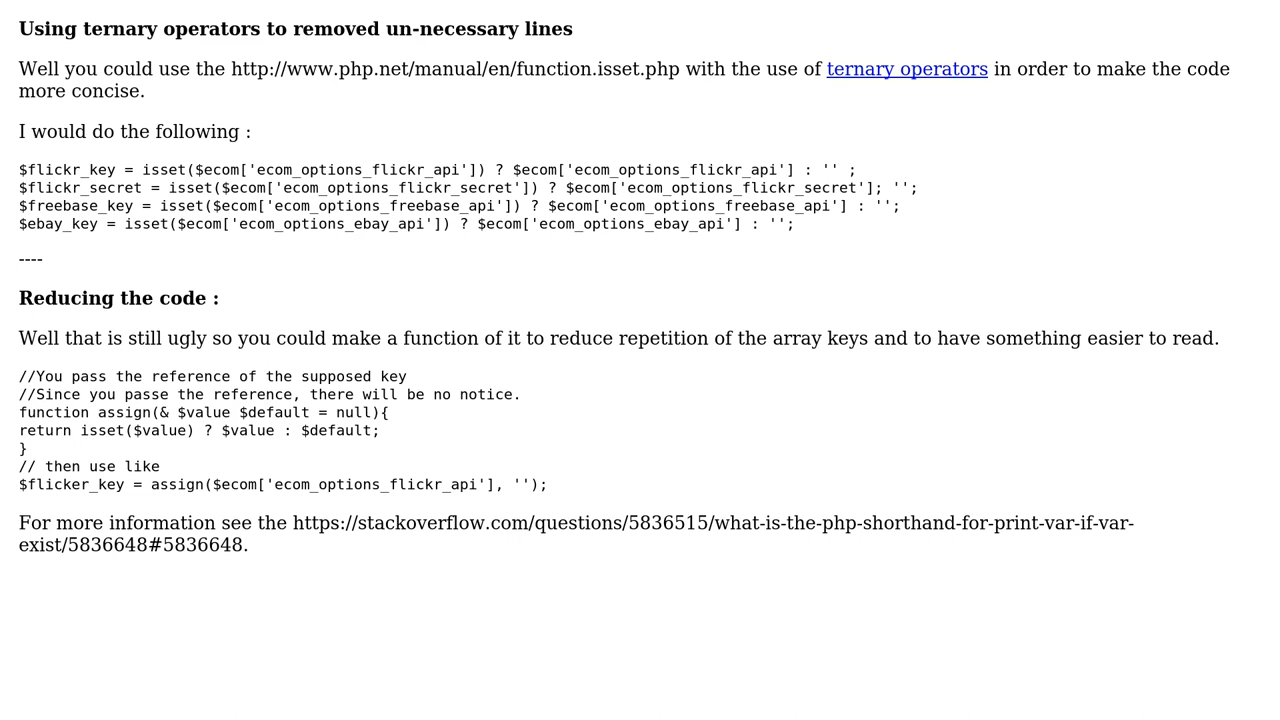 Using ternary operators to removed un-necessary lines
Well you could use the http://www.php.net/manual/en/function.isset.php with the use of ternary operators in order to make the code
more concise.
I would do the following :
$flickr_key = isset($ecom['ecom_options_flickr_api']) ? $ecom['ecom_options_flickr_api'] : '' ;
$flickr_secret = isset($ecom['ecom_options_flickr_secret']) ? $ecom['ecom_options_flickr_secret']; '';
$freebase_key = isset($ecom['ecom_options_freebase_api']) ? $ecom['ecom_options_freebase_api'] : '';
$ebay_key = isset($ecom['ecom_options_ebay_api']) ? $ecom['ecom_options_ebay_api'] : '';
----
Reducing the code :
Well that is still ugly so you could make a function of it to reduce repetition of the array keys and to have something easier to read.
//You pass the reference of the supposed key
//Since you passe the reference, there will be no notice.
function assign(& $value $default = null){
return isset($value) ? $value : $default;
}
// then use like
$flicker_key = assign($ecom['ecom_options_flickr_api'], '');
For more information see the https://stackoverflow.com/questions/5836515/what-is-the-php-shorthand-for-print-var-if-var-
exist/5836648#5836648.